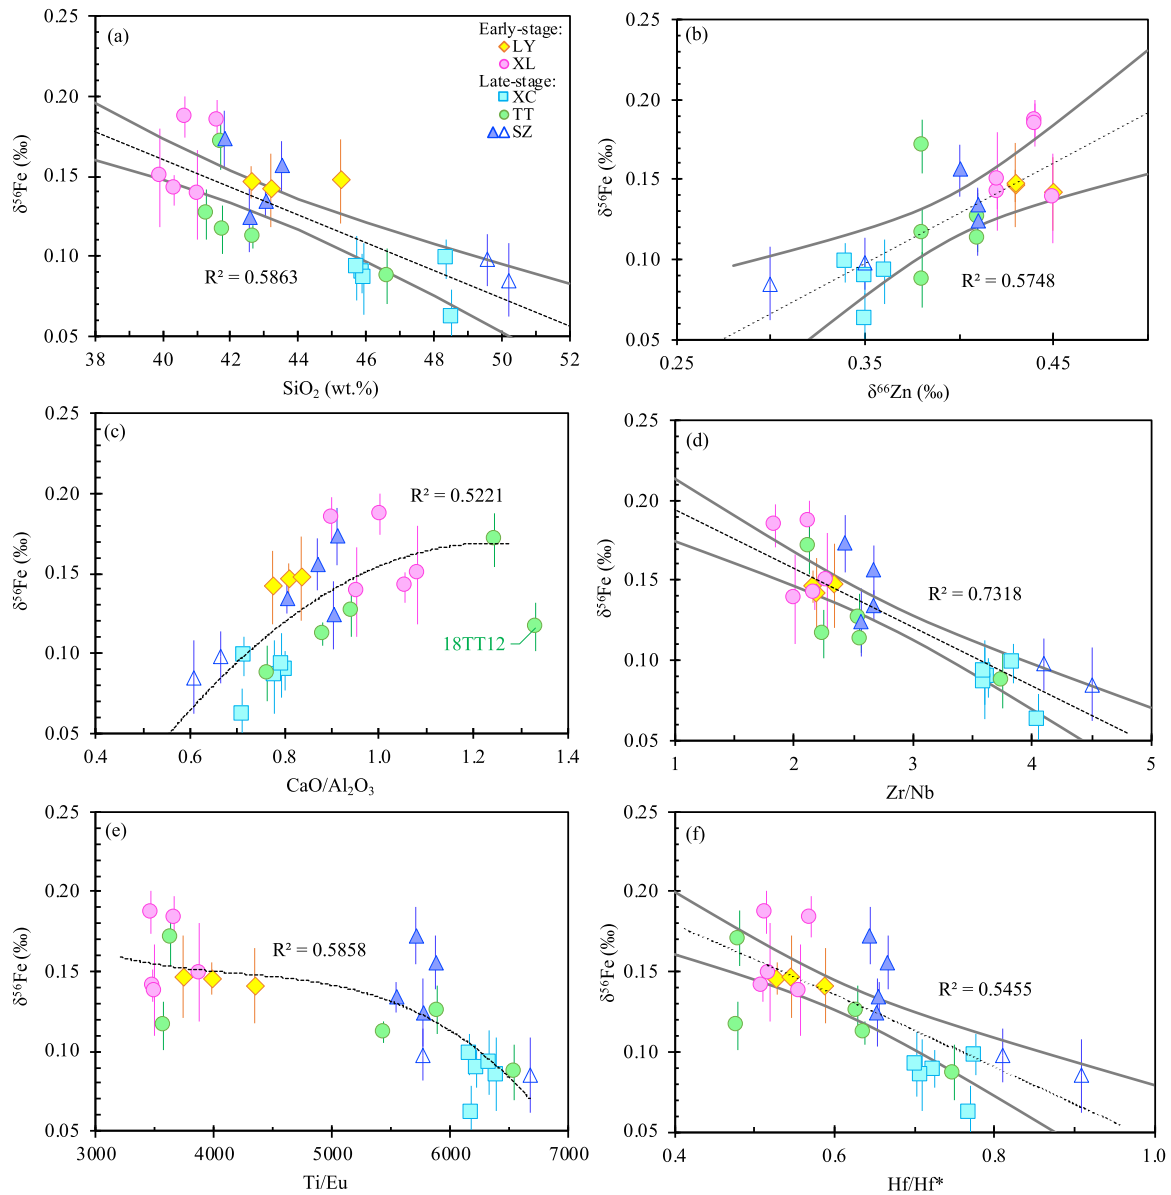 (a)
Early-stage:
LY
XL
Late-stage:
XC
TT
SZ
R² = 0.5863
0.25
0.20
0.15
0.10
0.05
38 40 42 44 46 48 50 52
δ⁵⁶Fe (‰)
SiO₂ (wt.%)
(b)
R² = 0.5748
0.25
0.20
0.15
0.10
0.05
0.25 0.35 0.45
δ⁵⁶Fe (‰)
δ⁶⁶Zn (‰)
(c)
R² = 0.5221
18TT12
0.25
0.20
0.15
0.10
0.05
0.4 0.6 0.8 1.0 1.2 1.4
δ⁵⁶Fe (‰)
CaO/Al₂O₃
(d)
R² = 0.7318
0.25
0.20
0.15
0.10
0.05
1 2 3 4 5
δ⁵⁶Fe (‰)
Zr/Nb
(e)
R² = 0.5858
0.25
0.20
0.15
0.10
0.05
3000 4000 5000 6000 7000
δ⁵⁶Fe (‰)
Ti/Eu
(f)
R² = 0.5455
0.25
0.20
0.15
0.10
0.05
0.4 0.6 0.8 1.0
δ⁵⁶Fe (‰)
Hf/Hf*